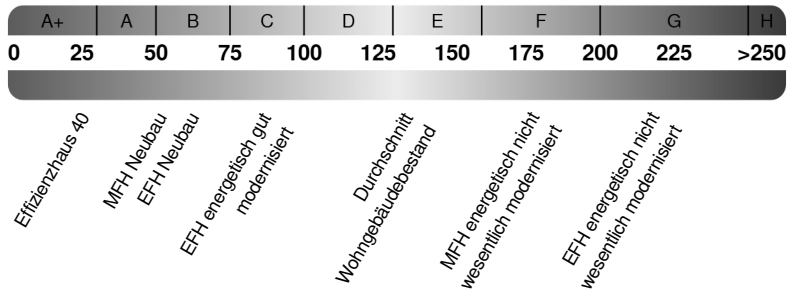 A+ A B C D E F G H
0 25 50 75 100 125 150 175 200 225 >250
Effizienzhaus 40
MFH Neubau
EFH Neubau
EFH energetisch gut
modernisiert
Durchschnitt
Wohngebäudebestand
MFH energetisch nicht
wesentlich modernisiert
EFH energetisch nicht
wesentlich modernisiert